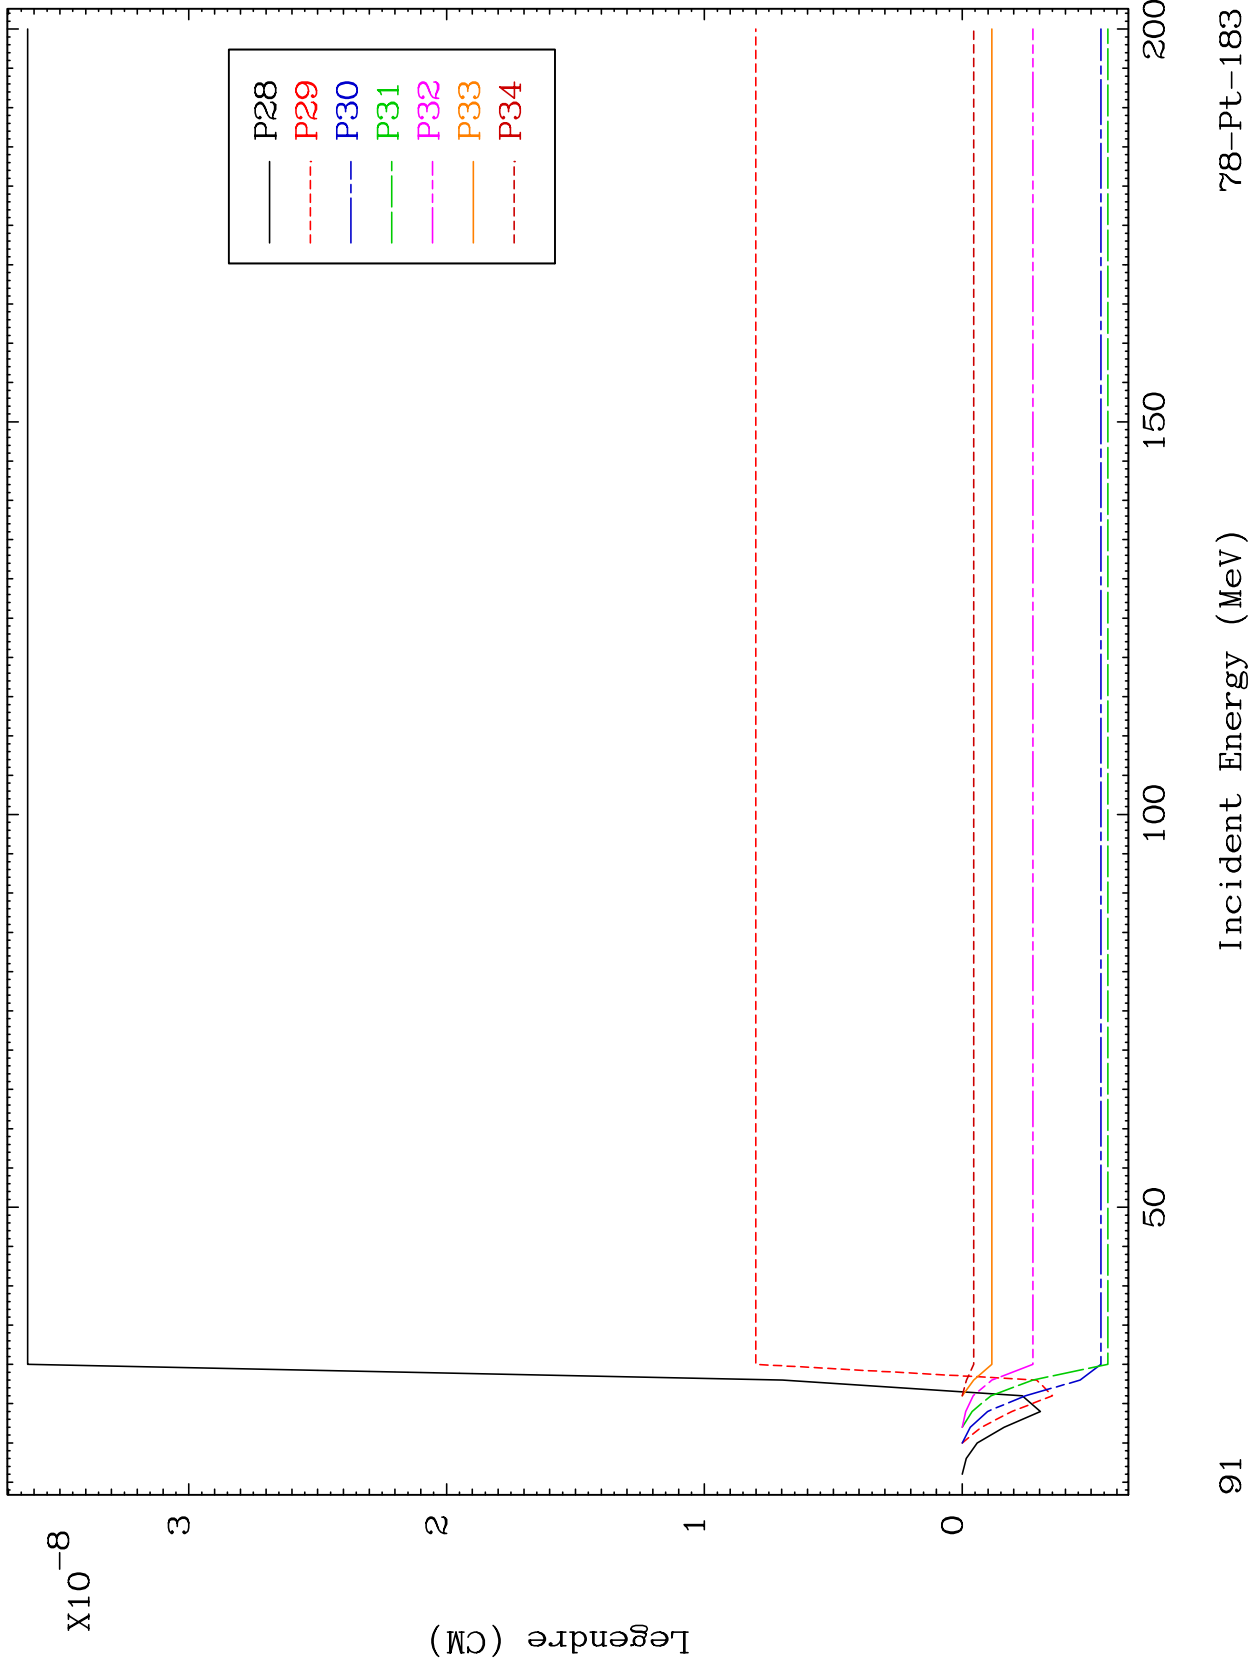 X10-8
3
2
1
0
Legendre (CM)
P28
P29
P30
P31
P32
P33
P34
50
100
150
200
Incident Energy (MeV)
91
78-Pt-183